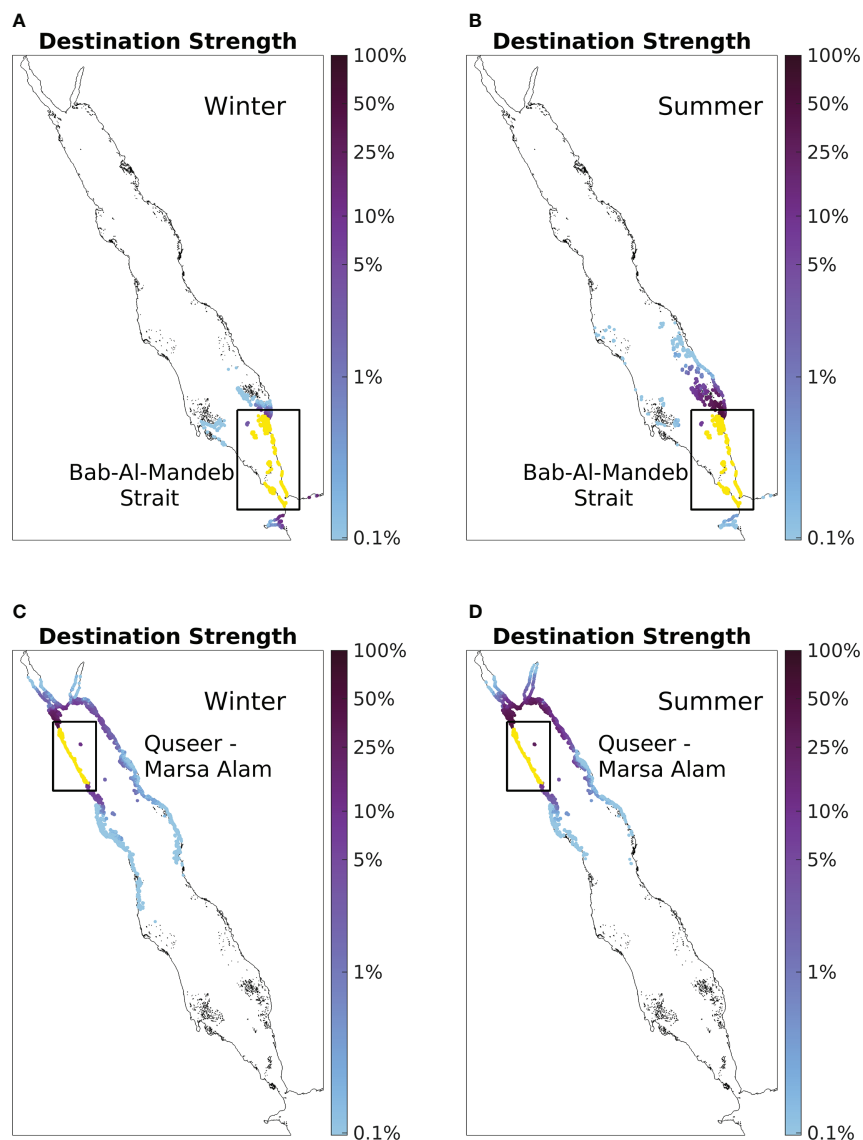 A
Destination Strength
Winter
Bab-Al-Mandeb
Strait
100%
50%
25%
10%
5%
1%
0.1%
B
Destination Strength
Summer
Bab-Al-Mandeb
Strait
100%
50%
25%
10%
5%
1%
0.1%
C
Destination Strength
Winter
Quseer -
Marsa Alam
100%
50%
25%
10%
5%
1%
0.1%
D
Destination Strength
Summer
Quseer -
Marsa Alam
100%
50%
25%
10%
5%
1%
0.1%